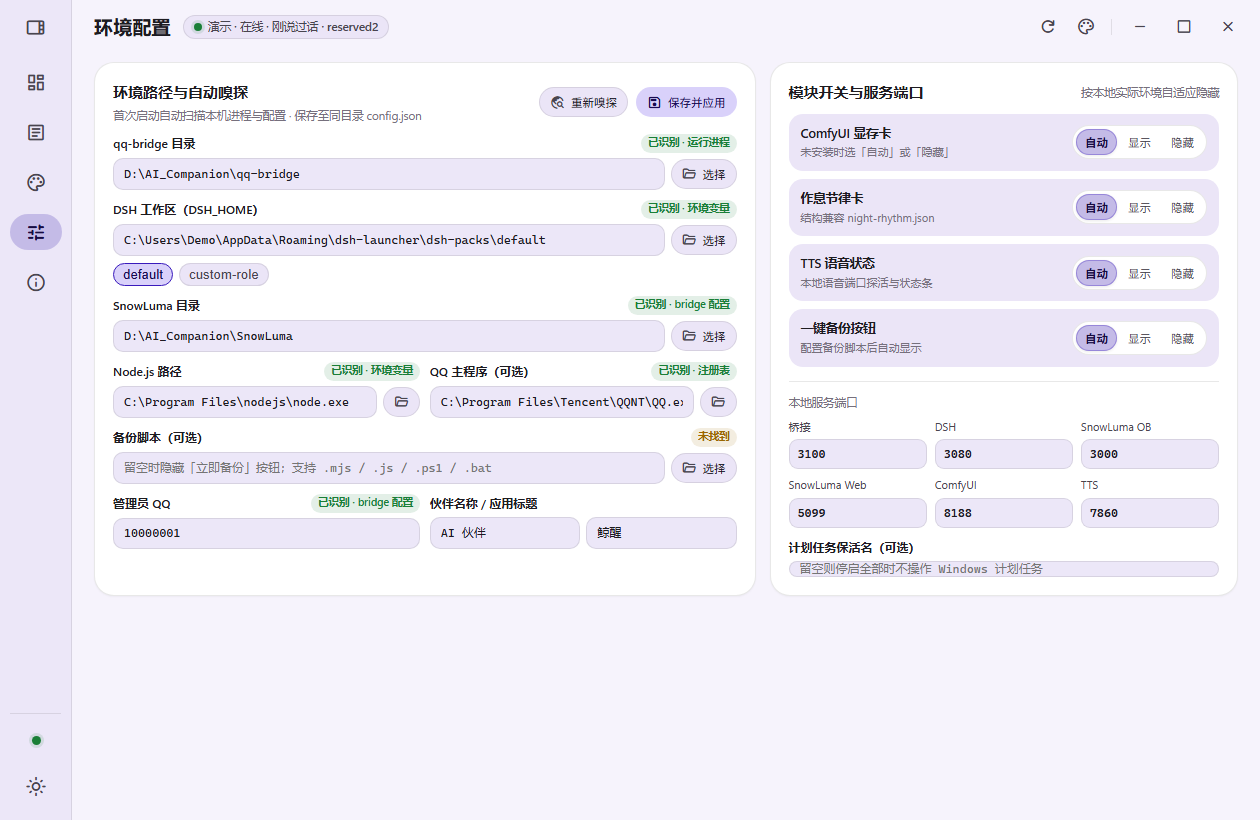 环境配置
演示 · 在线 · 刚说过话 · reserved2
环境路径与自动嗅探
首次启动自动扫描本机进程与配置 · 保存至同目录 config.json
重新嗅探
保存并应用
qq-bridge 目录
已识别 · 运行进程
D:\AI_Companion\qq-bridge
选择
DSH 工作区（DSH_HOME）
已识别 · 环境变量
C:\Users\Demo\AppData\Roaming\dsh-launcher\dsh-packs\default
选择
default
custom-role
SnowLuma 目录
已识别 · bridge 配置
D:\AI_Companion\SnowLuma
选择
Node.js 路径
已识别 · 环境变量
C:\Program Files\nodejs\node.exe
QQ 主程序（可选）
已识别 · 注册表
C:\Program Files\Tencent\QQNT\QQ.e
备份脚本（可选）
未找到
留空时隐藏「立即备份」按钮；支持 .mjs / .js / .ps1 / .bat
选择
管理员 QQ
已识别 · bridge 配置
10000001
伙伴名称 / 应用标题
AI 伙伴
鲸醒
模块开关与服务端口
按本地实际环境自适应隐藏
ComfyUI 显存卡
未安装时选「自动」或「隐藏」
自动
显示
隐藏
作息节律卡
结构兼容 night-rhythm.json
自动
显示
隐藏
TTS 语音状态
本地语音端口探活与状态条
自动
显示
隐藏
一键备份按钮
配置备份脚本后自动显示
自动
显示
隐藏
本地服务端口
桥接
3100
DSH
3080
SnowLuma OB
3000
SnowLuma Web
5099
ComfyUI
8188
TTS
7860
计划任务保活名（可选）
留空则停启全部时不操作 Windows 计划任务